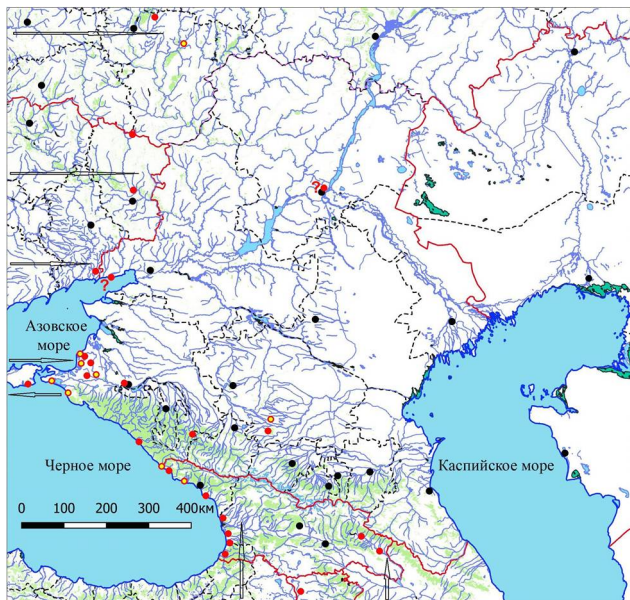 ?
?
Азовское
море
Черное море
Каспийское море
0 100 200 300 400км